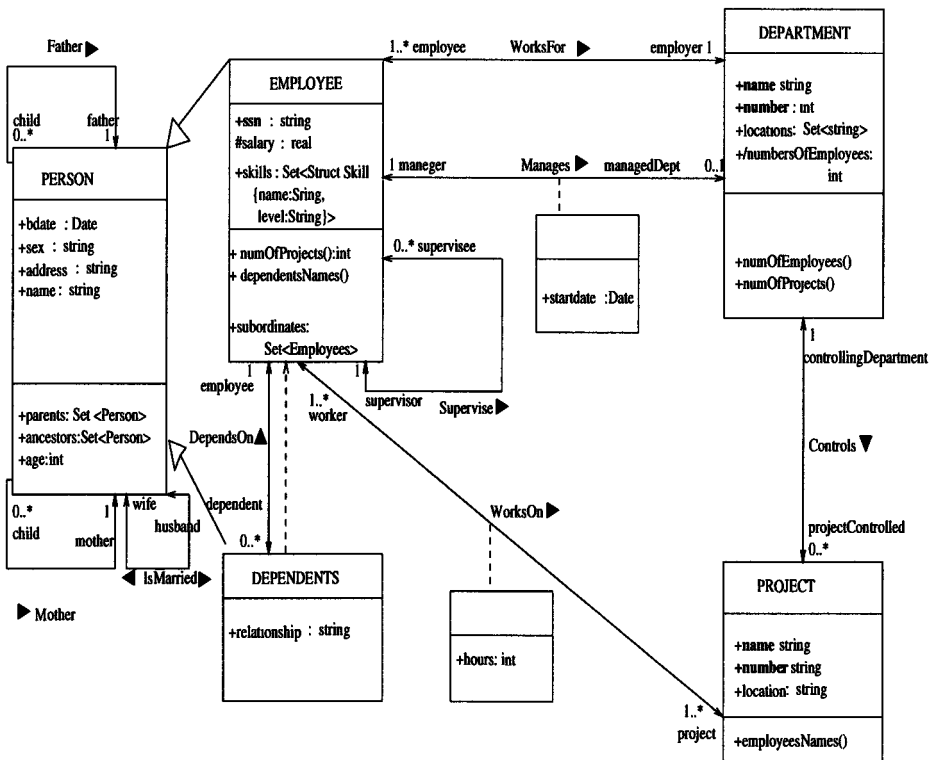 Father ▶
child
0..*
father
1
PERSON
+bdate : Date
+sex : string
+address : string
+name : string
+parents: Set <Person>
+ancestors:Set<Person>
+age:int
0..*
child
1
mother
wife
husband
◀ IsMarried ▶
▶ Mother
EMPLOYEE
+ssn : string
#salary : real
+skills : Set<Struct Skill
{name:Sring,
level:String}>
+ numOfProjects():int
+ dependentsNames()
+subordinates:
Set<Employees>
1..* employee
WorksFor ▶
employer 1
1 maneger
Manages ▶
managedDept
0..1
+startdate :Date
0..* supervisee
1
supervisor
Supervise ▶
1
employee
DependsOn ▲
dependent
0..*
DEPENDENTS
+relationship : string
1..*
worker
WorksOn ▶
+hours: int
1..*
project
DEPARTMENT
+name string
+number : int
+locations: Set<string>
+/numbersOfEmployees:
int
+numOfEmployees()
+numOfProjects()
1
controllingDepartment
Controls ▼
projectControlled
0..*
PROJECT
+name string
+number string
+location: string
+employeesNames()